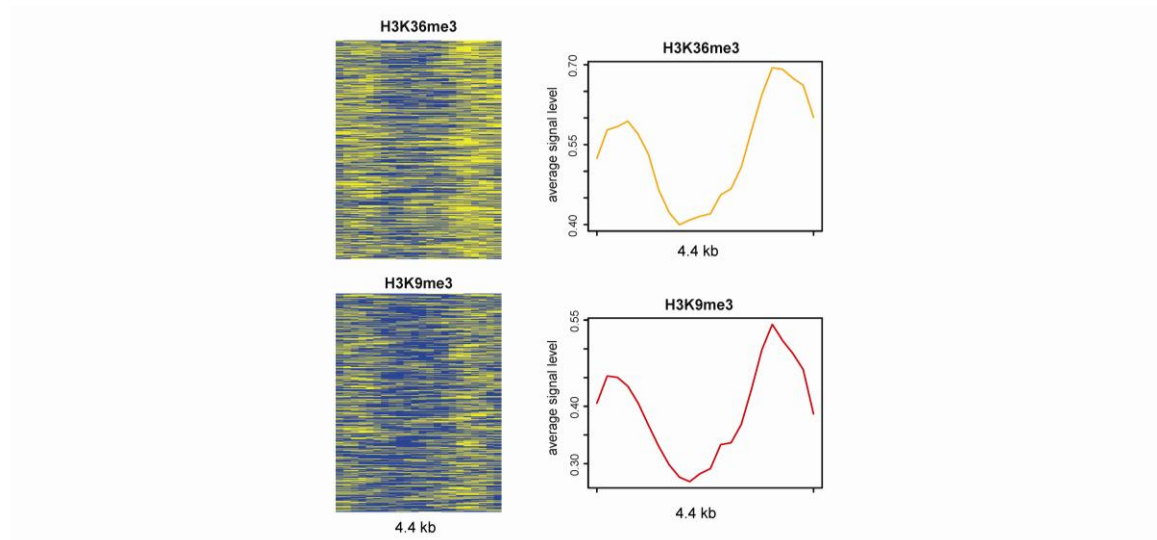 H3K36me3
H3K36me3
average signal level
0.70
0.55
0.40
4.4 kb
H3K9me3
4.4 kb
H3K9me3
average signal level
0.55
0.40
0.30
4.4 kb